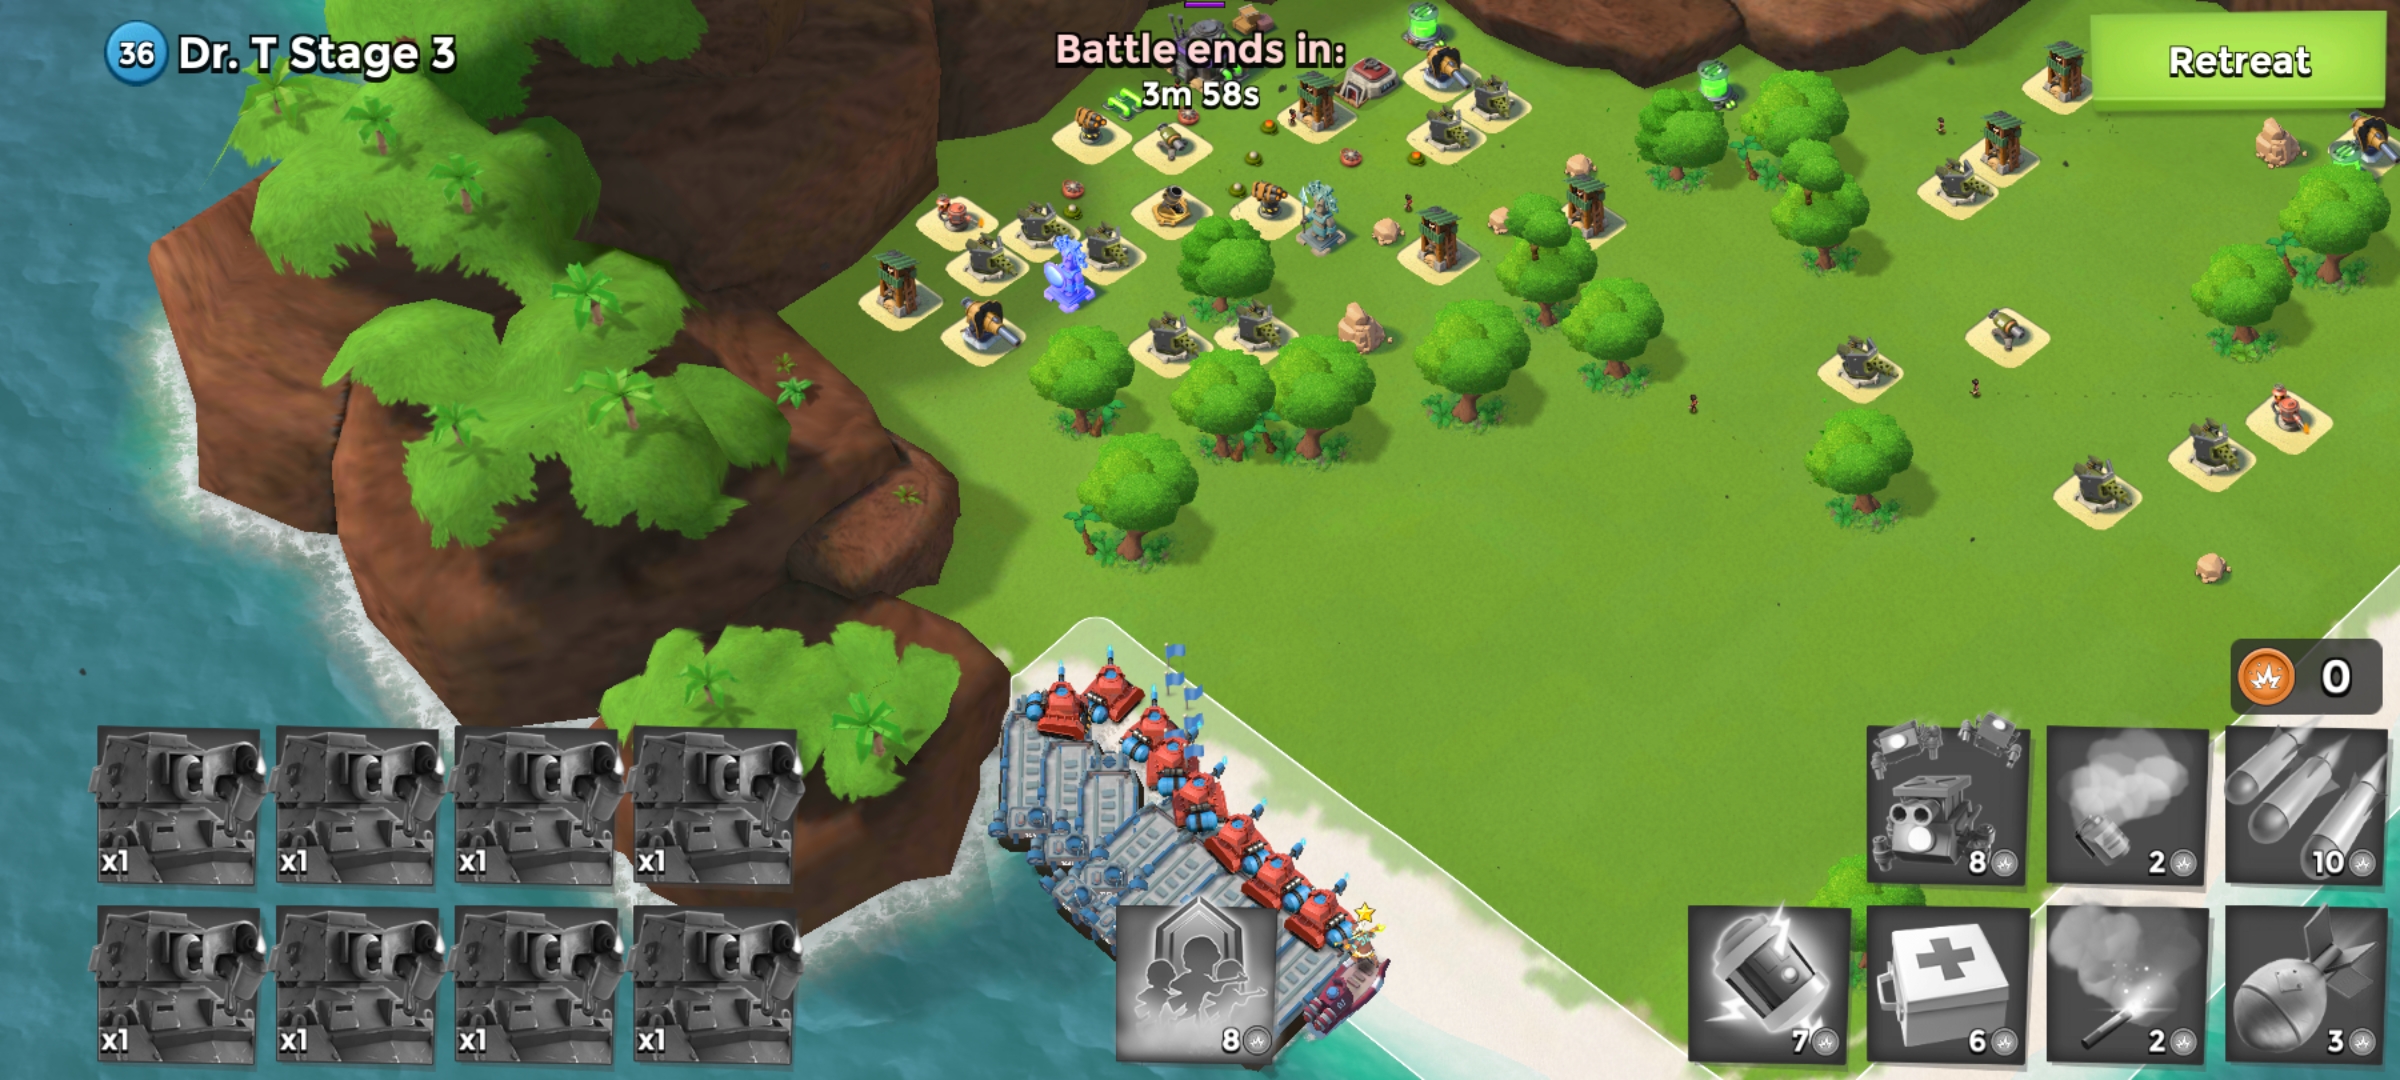 36 Dr. T Stage 3
Battle ends in:
3m 58s
Retreat
0
x1 x1 x1 x1
8 2 10
x1 x1 x1 x1
8
7 6 2 3